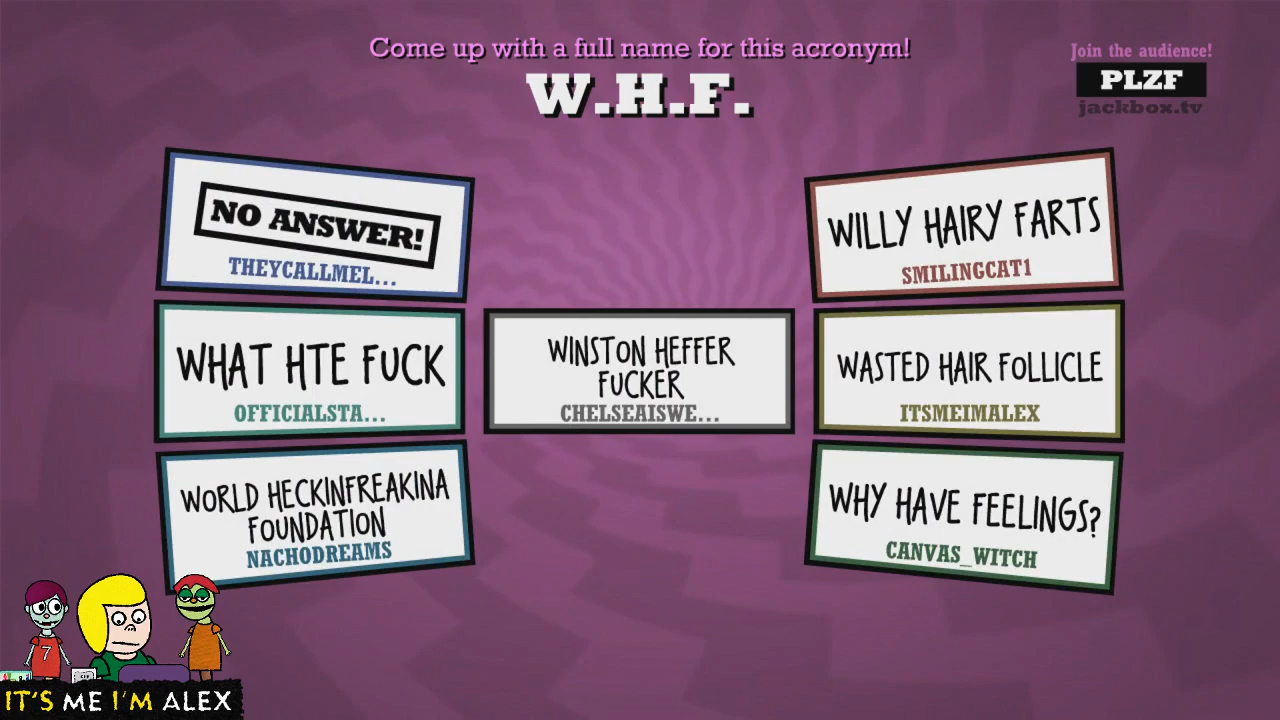 Come up with a full name for this acronym!
W.H.F.
Join the audience!
PLZF
jackbox.tv
NO ANSWER!
THEYCALLMEL...
WHAT HTE FUCK
OFFICIALSTA...
WORLD HECKINFREAKINA
FOUNDATION
NACHODREAMS
WINSTON HEFFER
FUCKER
CHELSEAISWE...
WILLY HAIRY FARTS
SMILINGCAT1
WASTED HAIR FOLLICLE
ITSMEIMALEX
WHY HAVE FEELINGS?
CANVAS_WITCH
7
IT'S ME I'M ALEX